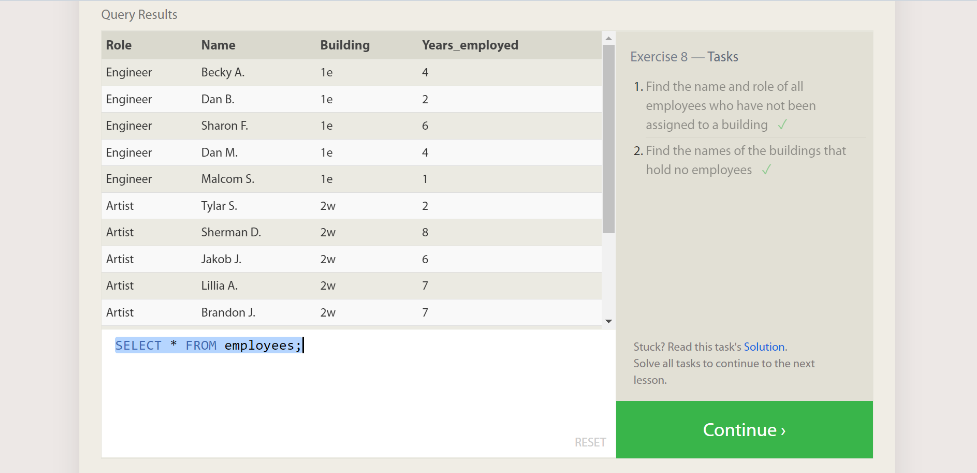 Query Results
Role Name Building Years_employed
Engineer Becky A. 1e 4
Engineer Dan B. 1e 2
Engineer Sharon F. 1e 6
Engineer Dan M. 1e 4
Engineer Malcom S. 1e 1
Artist Tylar S. 2w 2
Artist Sherman D. 2w 8
Artist Jakob J. 2w 6
Artist Lillia A. 2w 7
Artist Brandon J. 2w 7
SELECT * FROM employees;
RESET
Exercise 8 — Tasks
1. Find the name and role of all
employees who have not been
assigned to a building ✓
2. Find the names of the buildings that
hold no employees ✓
Stuck? Read this task's Solution.
Solve all tasks to continue to the next
lesson.
Continue ›